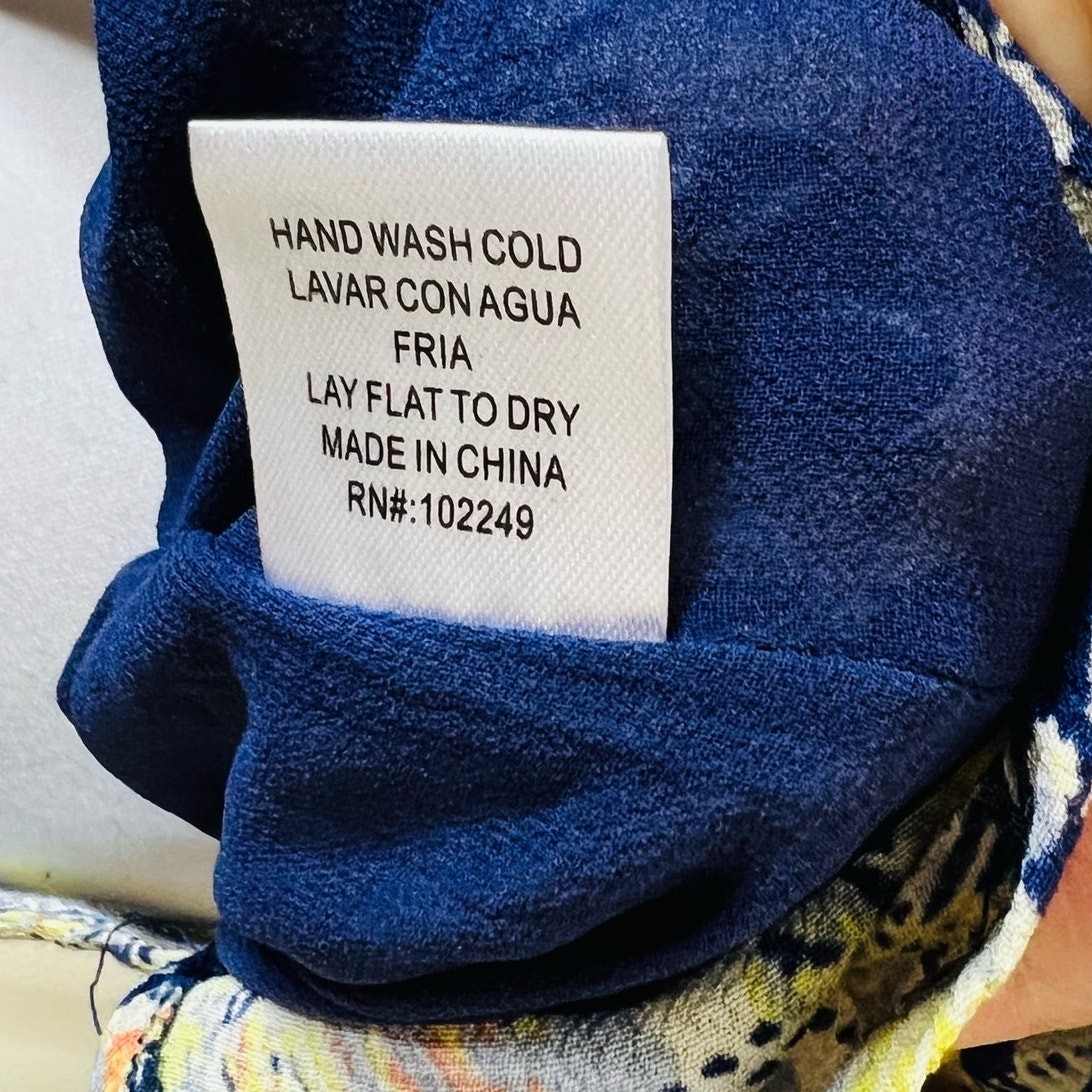 HAND WASH COLD
LAVAR CON AGUA
FRIA
LAY FLAT TO DRY
MADE IN CHINA
RN#:102249